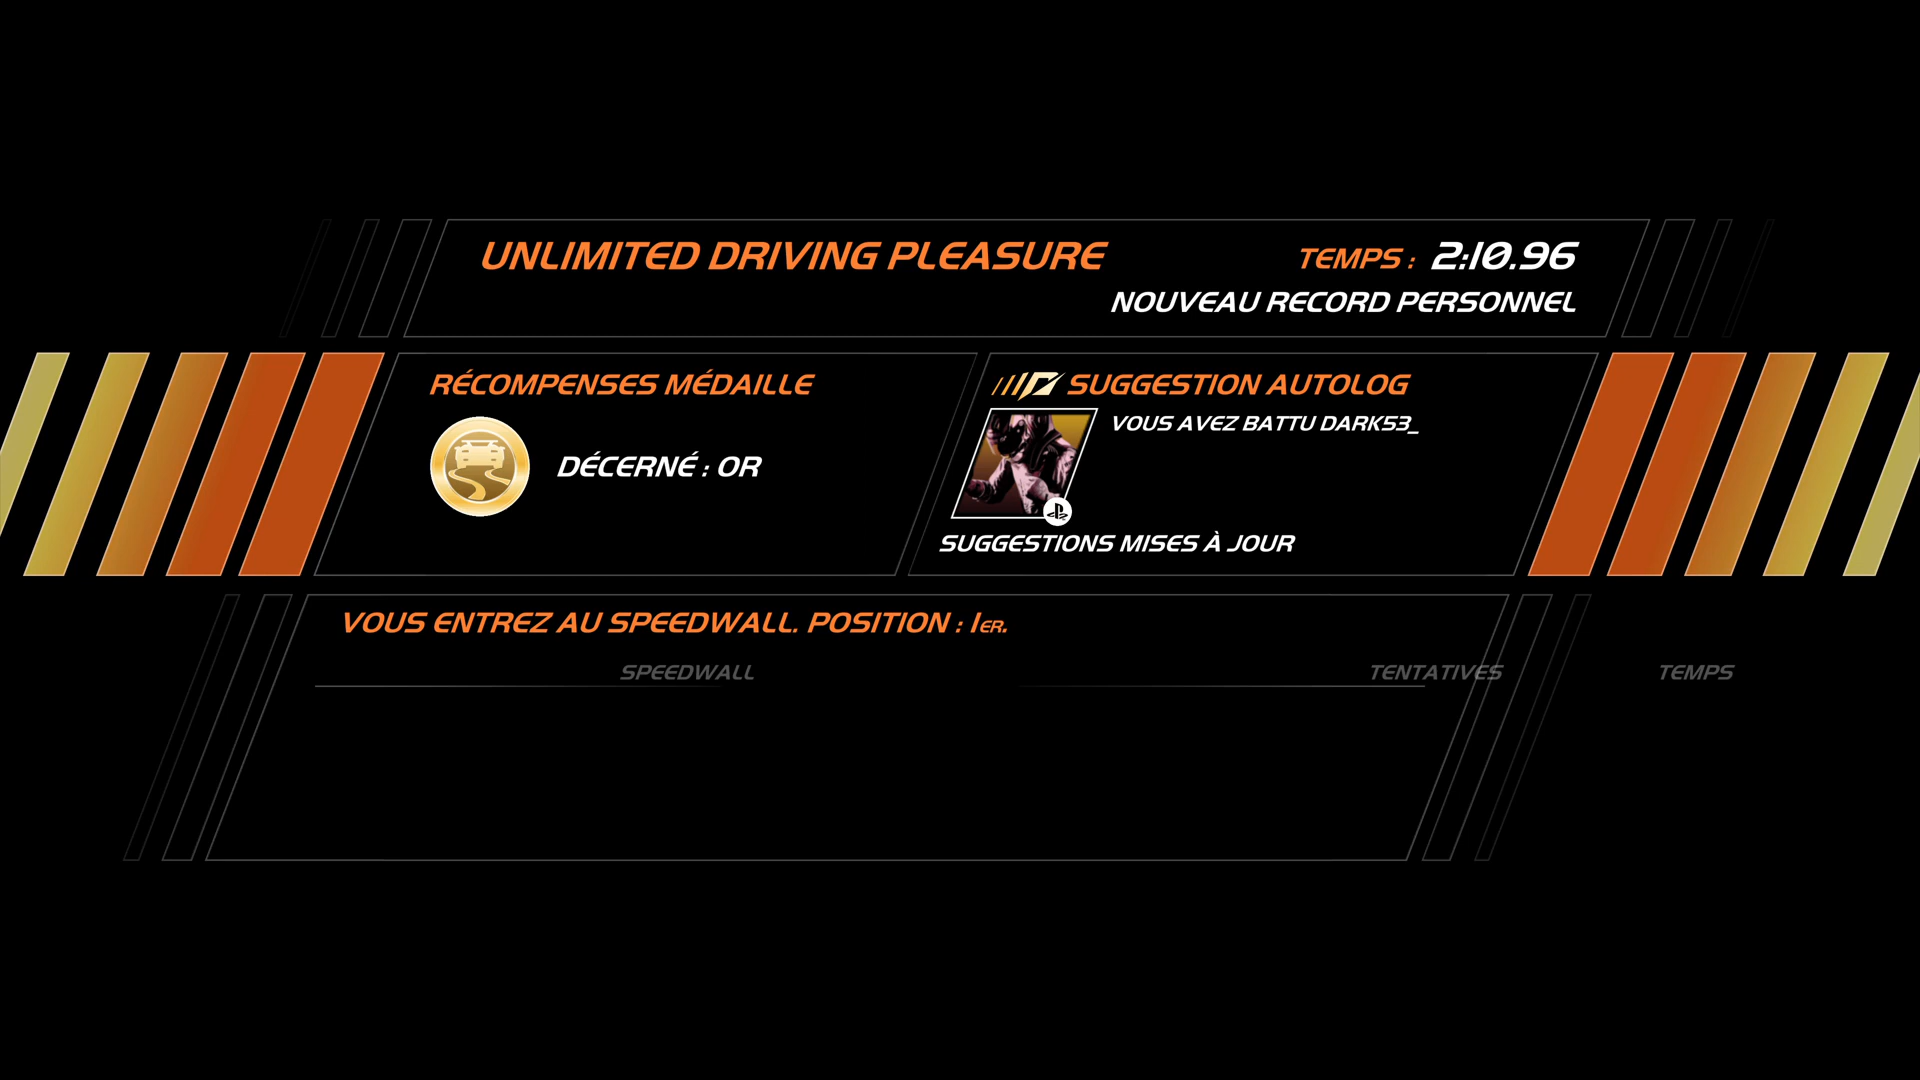 UNLIMITED DRIVING PLEASURE
TEMPS : 2:10.96
NOUVEAU RECORD PERSONNEL
RÉCOMPENSES MÉDAILLE
DÉCERNÉ : OR
SUGGESTION AUTOLOG
VOUS AVEZ BATTU DARK53_
SUGGESTIONS MISES À JOUR
VOUS ENTREZ AU SPEEDWALL. POSITION : 1ER.
SPEEDWALL TENTATIVES TEMPS